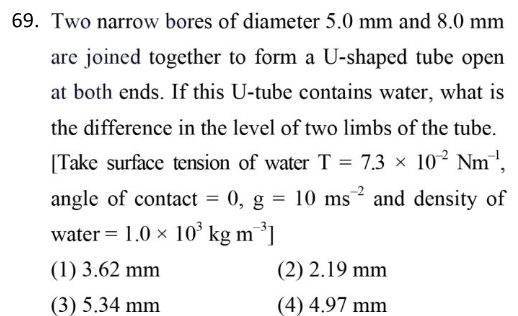 69. Two narrow bores of diameter 5.0 mm and 8.0 mm
are joined together to form a U-shaped tube open
at both ends. If this U-tube contains water, what is
the difference in the level of two limbs of the tube.
[Take surface tension of water T = 7.3 × 10⁻² Nm⁻¹,
angle of contact = 0, g = 10 ms⁻² and density of
water = 1.0 × 10³ kg m⁻³]
(1) 3.62 mm (2) 2.19 mm
(3) 5.34 mm (4) 4.97 mm